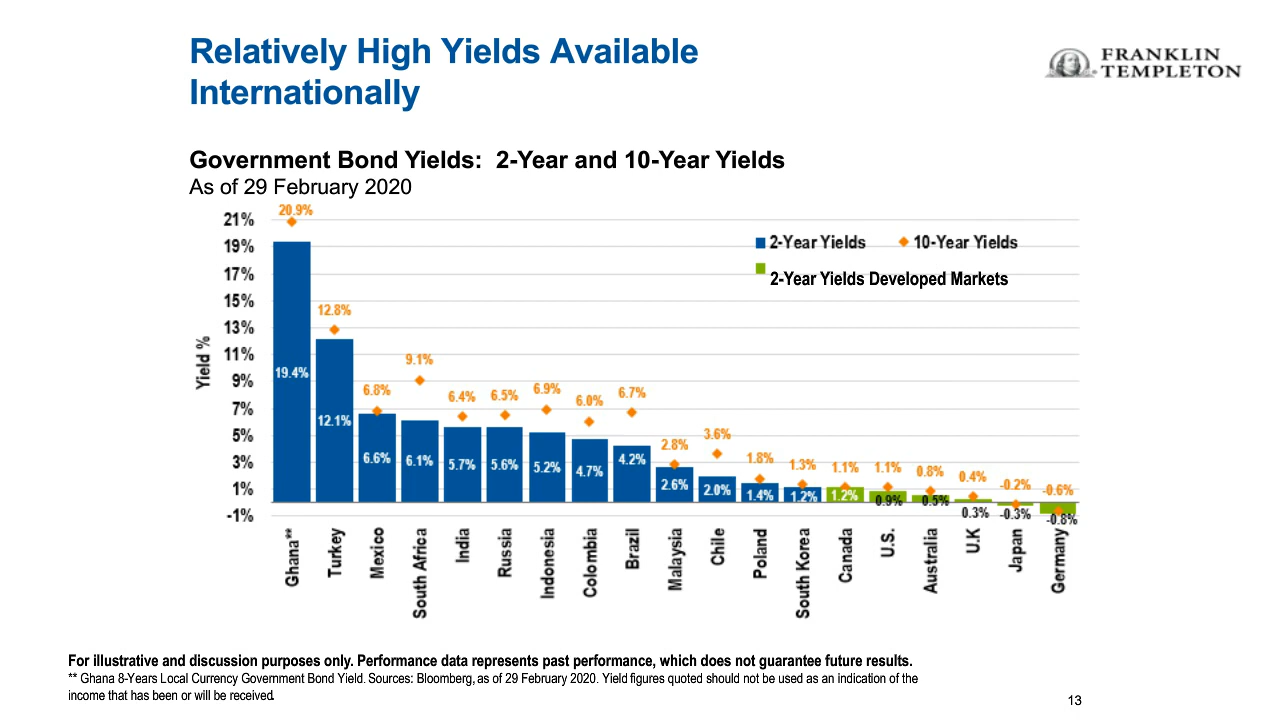 Relatively High Yields Available
Internationally
FRANKLIN
TEMPLETON
Government Bond Yields: 2-Year and 10-Year Yields
As of 29 February 2020
Yield %
21%
19%
17%
15%
13%
11%
9%
7%
5%
3%
1%
-1%
2-Year Yields
10-Year Yields
2-Year Yields Developed Markets
20.9%
12.8%
6.8%
9.1%
6.4%
6.5%
6.9%
6.0%
6.7%
2.8%
3.6%
1.8%
1.3%
1.1%
1.1%
0.8%
0.4%
-0.2%
-0.6%
19.4%
12.1%
6.6%
6.1%
5.7%
5.6%
5.2%
4.7%
4.2%
2.6%
2.0%
1.4%
1.2%
1.2%
0.9%
0.5%
0.3%
-0.3%
-0.8%
Ghana**
Turkey
Mexico
South Africa
India
Russia
Indonesia
Colombia
Brazil
Malaysia
Chile
Poland
South Korea
Canada
U.S.
Australia
U.K
Japan
Germany
For illustrative and discussion purposes only. Performance data represents past performance, which does not guarantee future results.
** Ghana 8-Years Local Currency Government Bond Yield. Sources: Bloomberg, as of 29 February 2020. Yield figures quoted should not be used as an indication of the
income that has been or will be received.
13